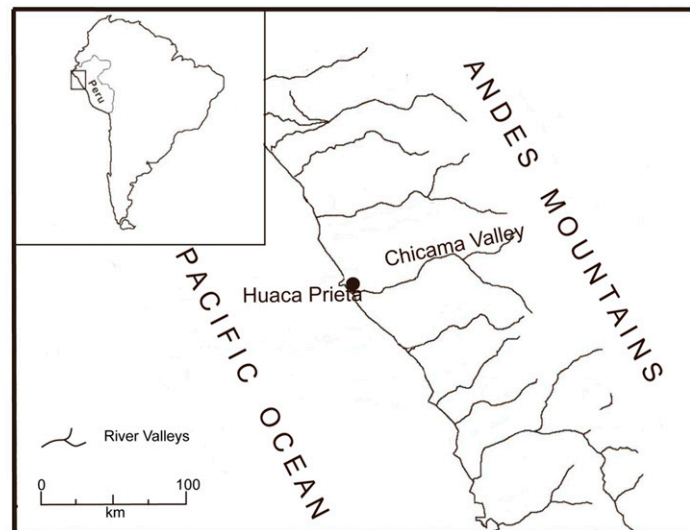 Peru
ANDES MOUNTAINS
Chicama Valley
Huaca Prieta
PACIFIC OCEAN
River Valleys
0 100
km